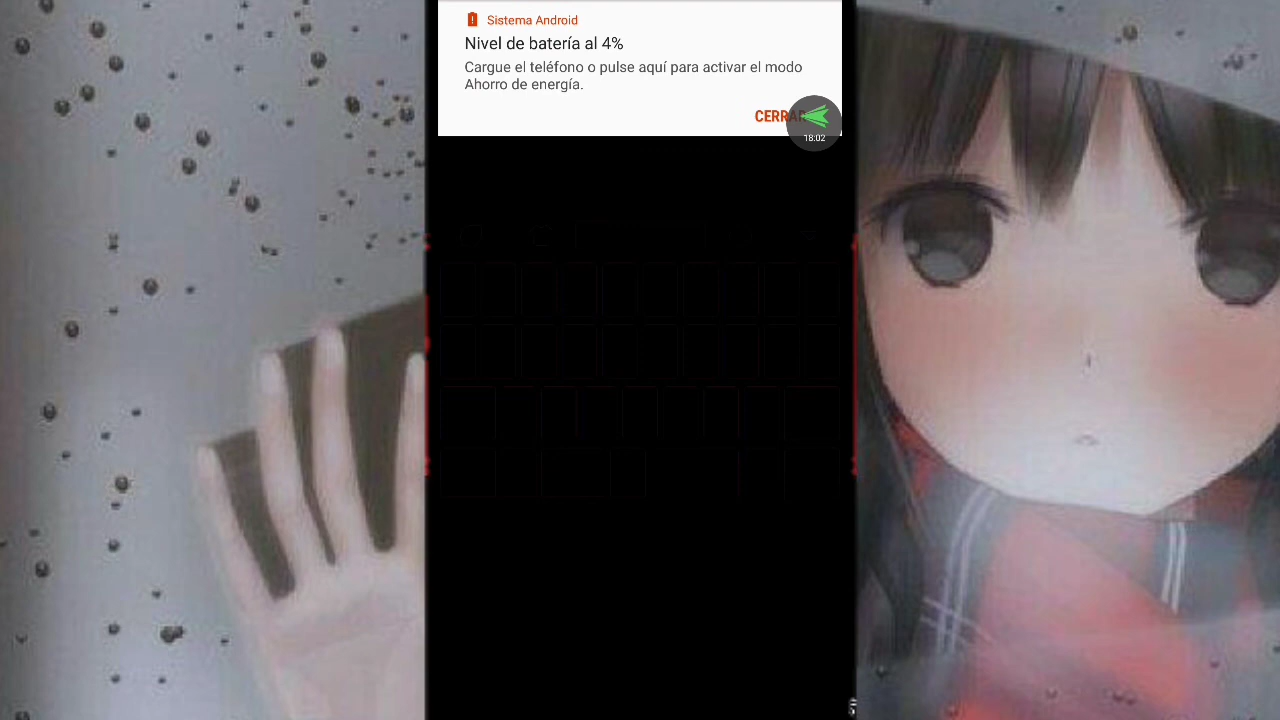 Sistema Android
Nivel de batería al 4%
Cargue el teléfono o pulse aquí para activar el modo
Ahorro de energía.
CERRAR
18:02